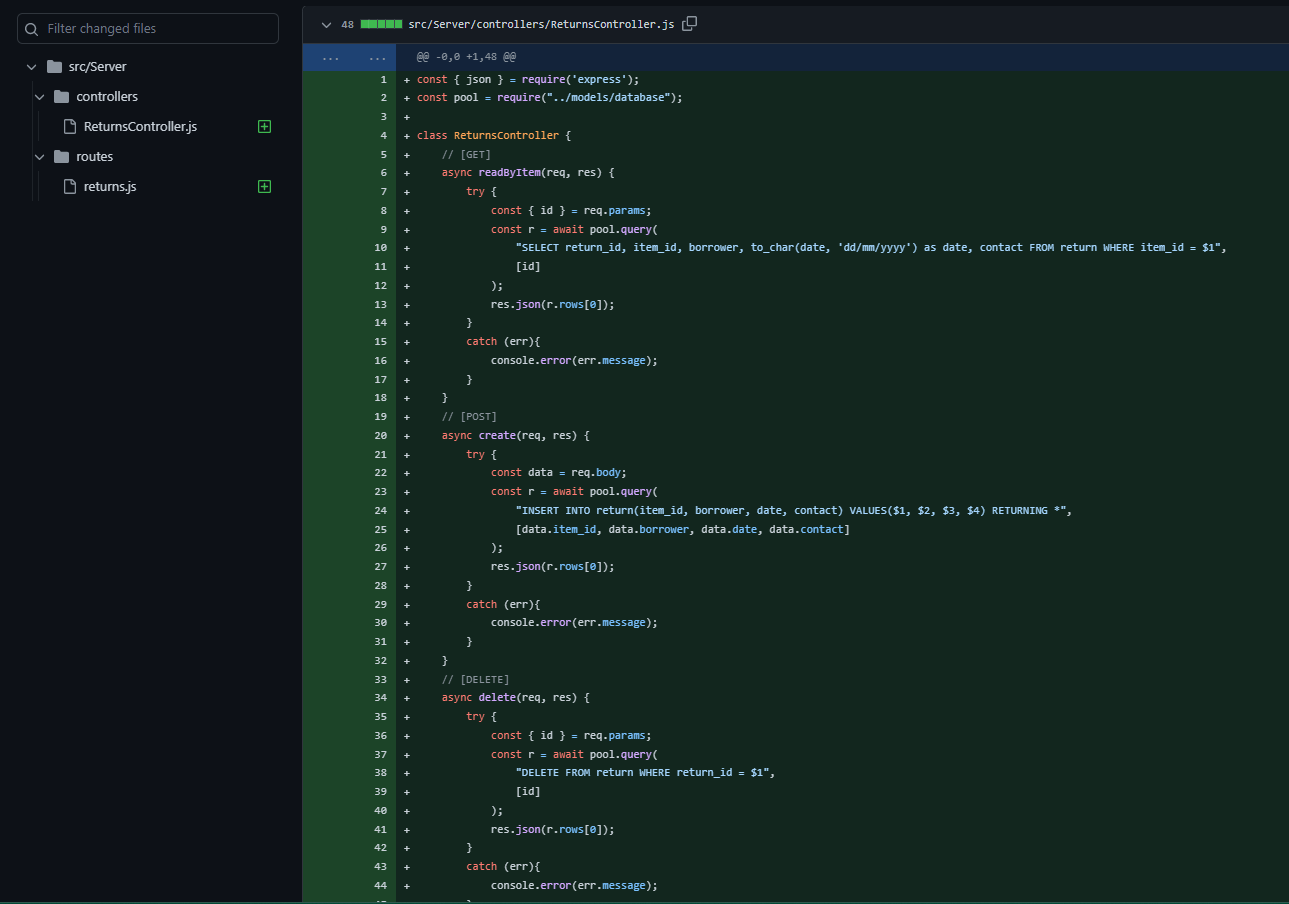 Filter changed files
src/Server
controllers
ReturnsController.js
routes
returns.js
48 src/Server/controllers/ReturnsController.js
... ... @@ -0,0 +1,48 @@
1 + const { json } = require('express');
2 + const pool = require("../models/database");
3 +
4 + class ReturnsController {
5 + // [GET]
6 + async readByItem(req, res) {
7 + try {
8 + const { id } = req.params;
9 + const r = await pool.query(
10 + "SELECT return_id, item_id, borrower, to_char(date, 'dd/mm/yyyy') as date, contact FROM return WHERE item_id = $1",
11 + [id]
12 + );
13 + res.json(r.rows[0]);
14 + }
15 + catch (err){
16 + console.error(err.message);
17 + }
18 + }
19 + // [POST]
20 + async create(req, res) {
21 + try {
22 + const data = req.body;
23 + const r = await pool.query(
24 + "INSERT INTO return(item_id, borrower, date, contact) VALUES($1, $2, $3, $4) RETURNING *",
25 + [data.item_id, data.borrower, data.date, data.contact]
26 + );
27 + res.json(r.rows[0]);
28 + }
29 + catch (err){
30 + console.error(err.message);
31 + }
32 + }
33 + // [DELETE]
34 + async delete(req, res) {
35 + try {
36 + const { id } = req.params;
37 + const r = await pool.query(
38 + "DELETE FROM return WHERE return_id = $1",
39 + [id]
40 + );
41 + res.json(r.rows[0]);
42 + }
43 + catch (err){
44 + console.error(err.message);